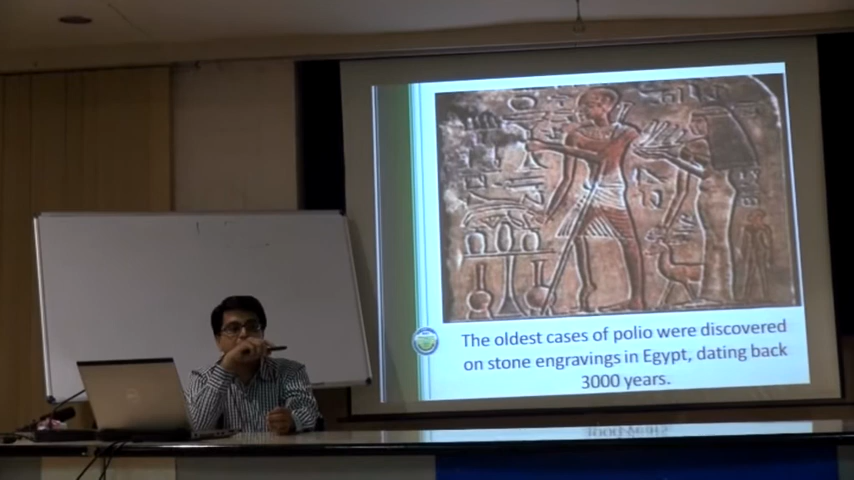 The oldest cases of polio were discovered
on stone engravings in Egypt, dating back
3000 years.